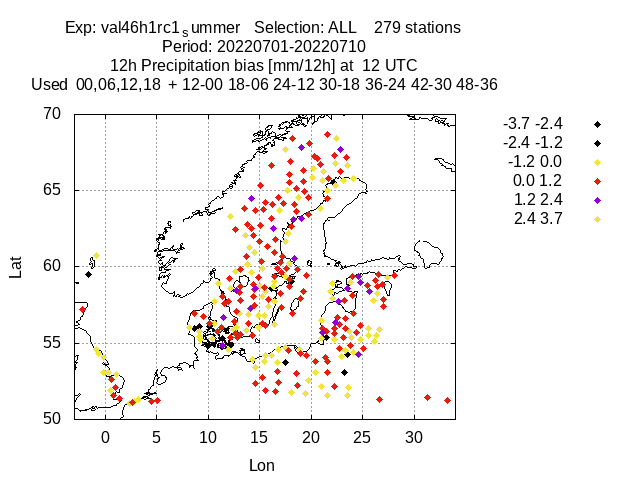 Exp: val46h1rc1summer Selection: ALL 279 stations
Period: 20220701-20220710
12h Precipitation bias [mm/12h] at 12 UTC
Used 00,06,12,18 + 12-00 18-06 24-12 30-18 36-24 42-30 48-36
-3.7 -2.4
-2.4 -1.2
-1.2 0.0
0.0 1.2
1.2 2.4
2.4 3.7
70
65
60
55
50
Lat
0 5 10 15 20 25 30
Lon